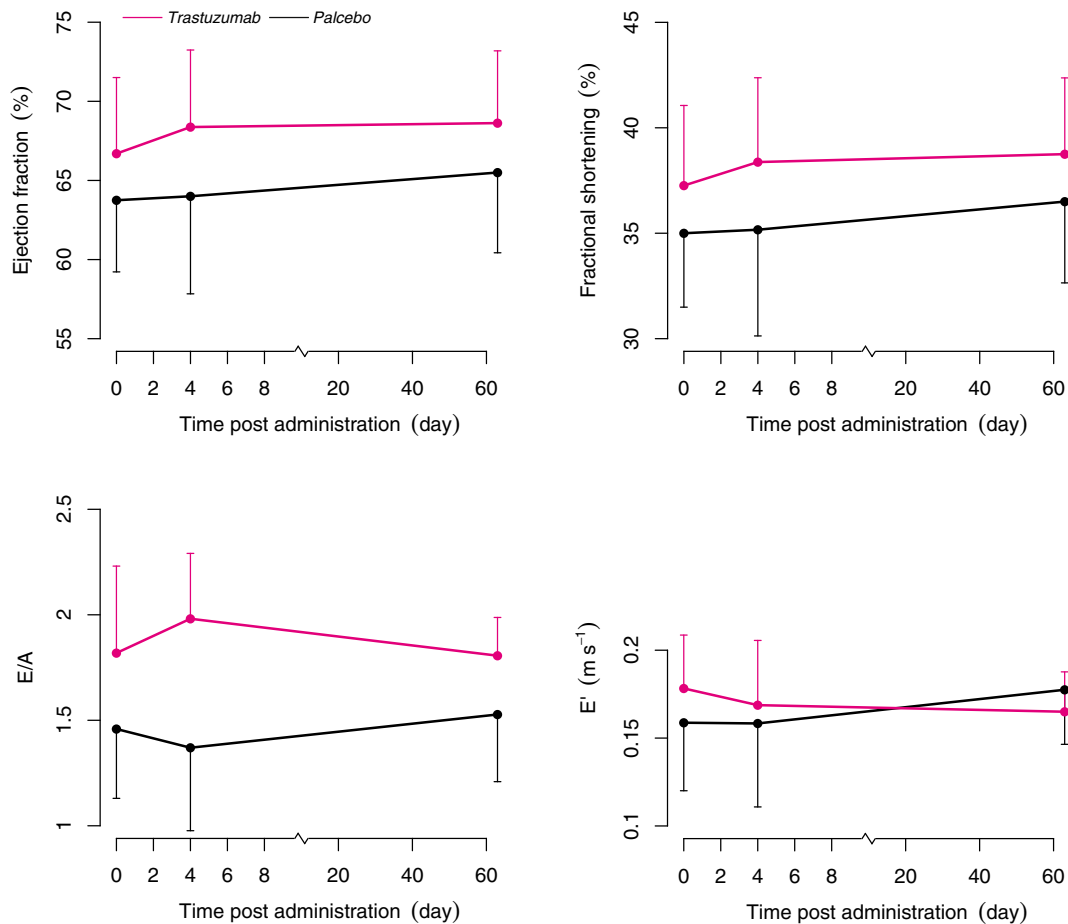 Trastuzumab Palcebo
Ejection fraction (%)
75
70
65
60
55
0 2 4 6 8 20 40 60
Time post administration (day)
Fractional shortening (%)
45
40
35
30
0 2 4 6 8 20 40 60
Time post administration (day)
E/A
2.5
2
1.5
1
0 2 4 6 8 20 40 60
Time post administration (day)
E' (m s⁻¹)
0.2
0.15
0.1
0 2 4 6 8 20 40 60
Time post administration (day)